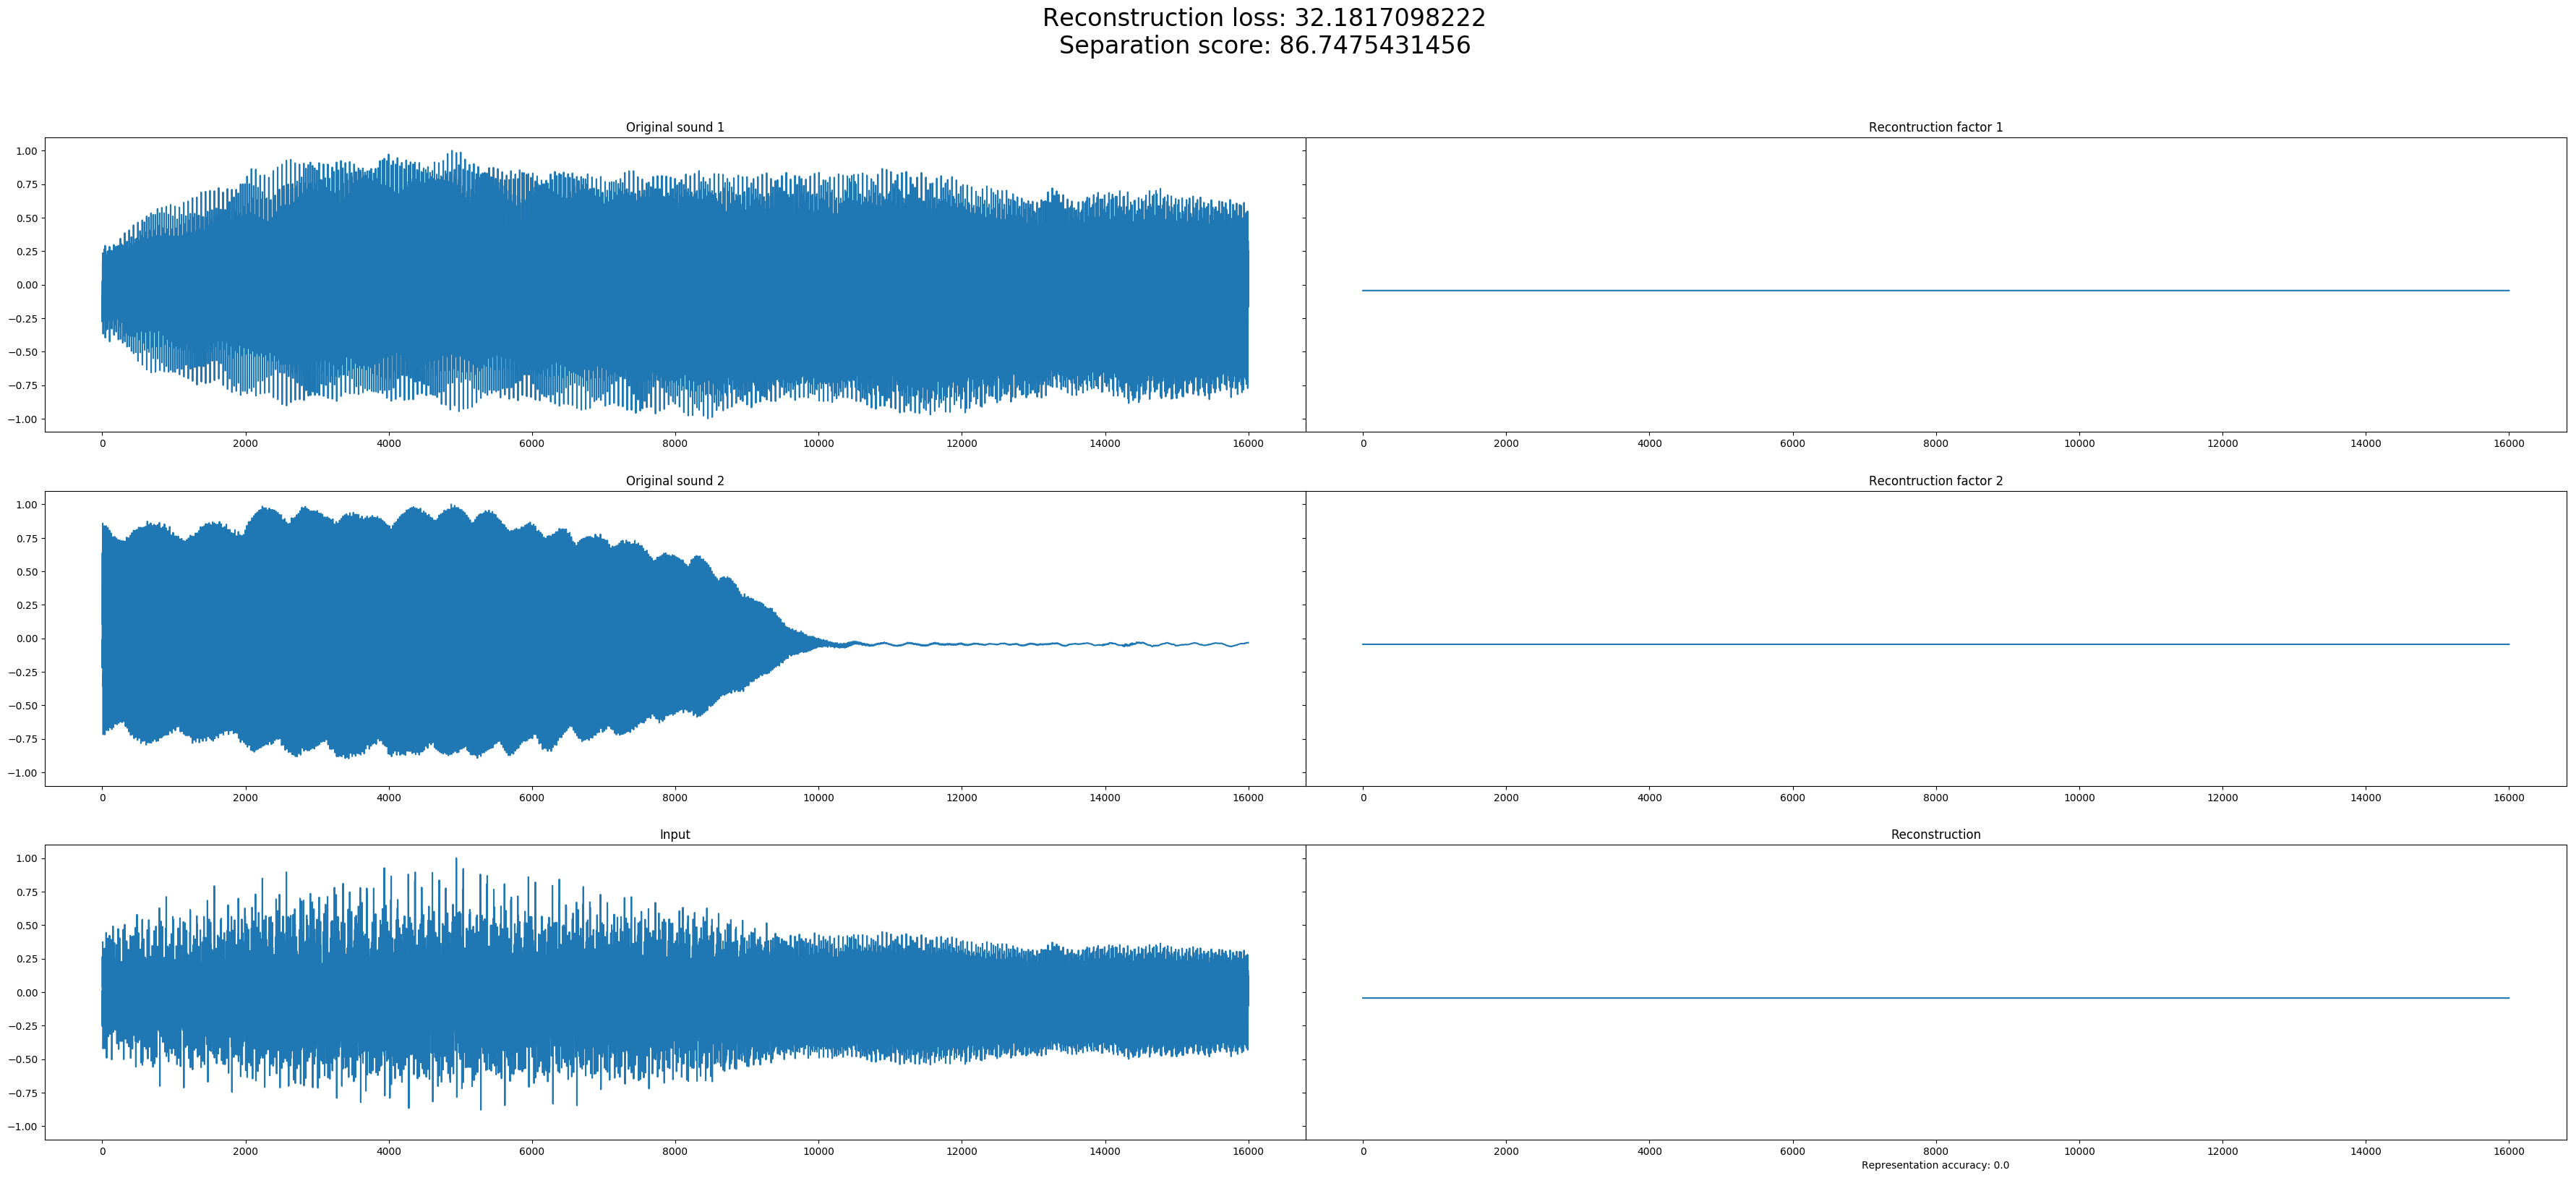 Reconstruction loss: 32.1817098222
Separation score: 86.7475431456
Original sound 1
Recontruction factor 1
1.00
0.75
0.50
0.25
0.00
−0.25
−0.50
−0.75
−1.00
0 2000 4000 6000 8000 10000 12000 14000 16000
0 2000 4000 6000 8000 10000 12000 14000 16000
Original sound 2
Recontruction factor 2
1.00
0.75
0.50
0.25
0.00
−0.25
−0.50
−0.75
−1.00
0 2000 4000 6000 8000 10000 12000 14000 16000
0 2000 4000 6000 8000 10000 12000 14000 16000
Input
Reconstruction
1.00
0.75
0.50
0.25
0.00
−0.25
−0.50
−0.75
−1.00
0 2000 4000 6000 8000 10000 12000 14000 16000
0 2000 4000 6000 8000 10000 12000 14000 16000
Representation accuracy: 0.0